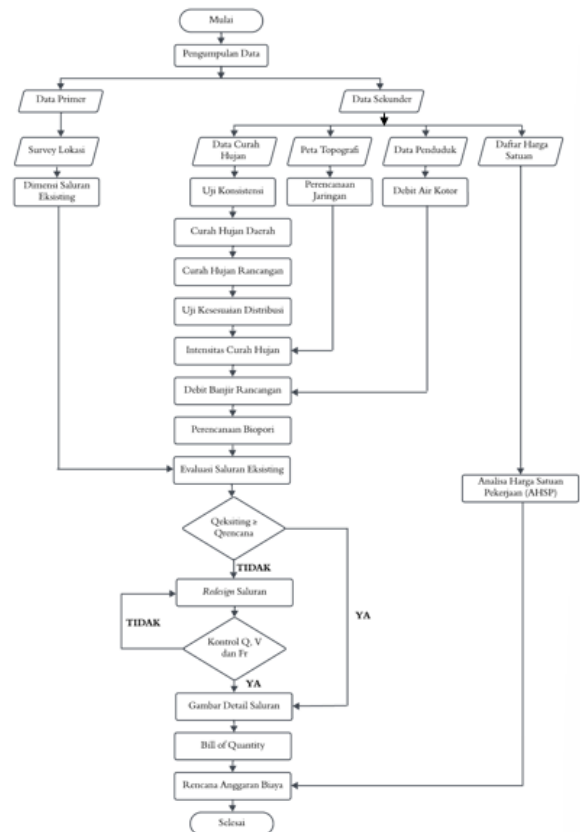 Mulai
Pengumpulan Data
Data Primer
Data Sekunder
Survey Lokasi
Data Curah
Hujan
Peta Topografi
Data Penduduk
Daftar Harga
Satuan
Dimensi Saluran
Eksisting
Uji Konsistensi
Perencanaan
Jaringan
Debit Air Kotor
Curah Hujan Daerah
Curah Hujan Rancangan
Uji Kesesuaian Distribusi
Intensitas Curah Hujan
Debit Banjir Rancangan
Perencanaan Biopori
Evaluasi Saluran Eksisting
Analisa Harga Satuan
Pekerjaan (AHSP)
Qeksiting ≥
Qrencana
TIDAK
Redesign Saluran
TIDAK
YA
Kontrol Q, V
dan Fr
YA
Gambar Detail Saluran
Bill of Quantity
Rencana Anggaran Biaya
Selesai